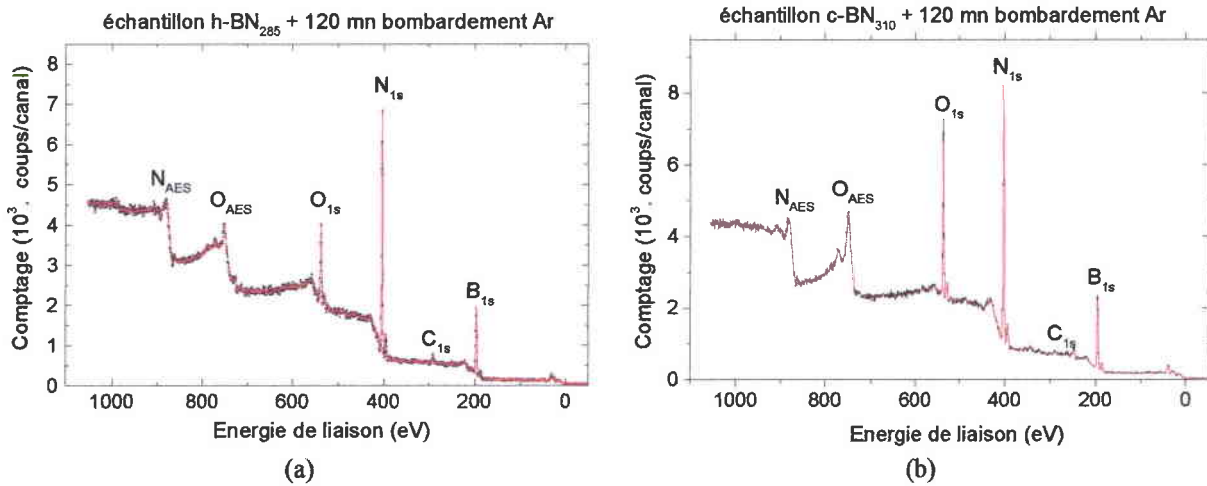 échantillon h-BN285 + 120 mn bombardement Ar
8
7
6
5
4
3
2
1
0
Comptage (10³, coups/canal)
NAES
OAES
O1s
N1s
C1s
B1s
1000 800 600 400 200 0
Energie de liaison (eV)
(a)
échantillon c-BN310 + 120 mn bombardement Ar
8
6
4
2
0
Comptage (10³, coups/canal)
NAES
OAES
O1s
N1s
C1s
B1s
1000 800 600 400 200 0
Energie de liaison (eV)
(b)